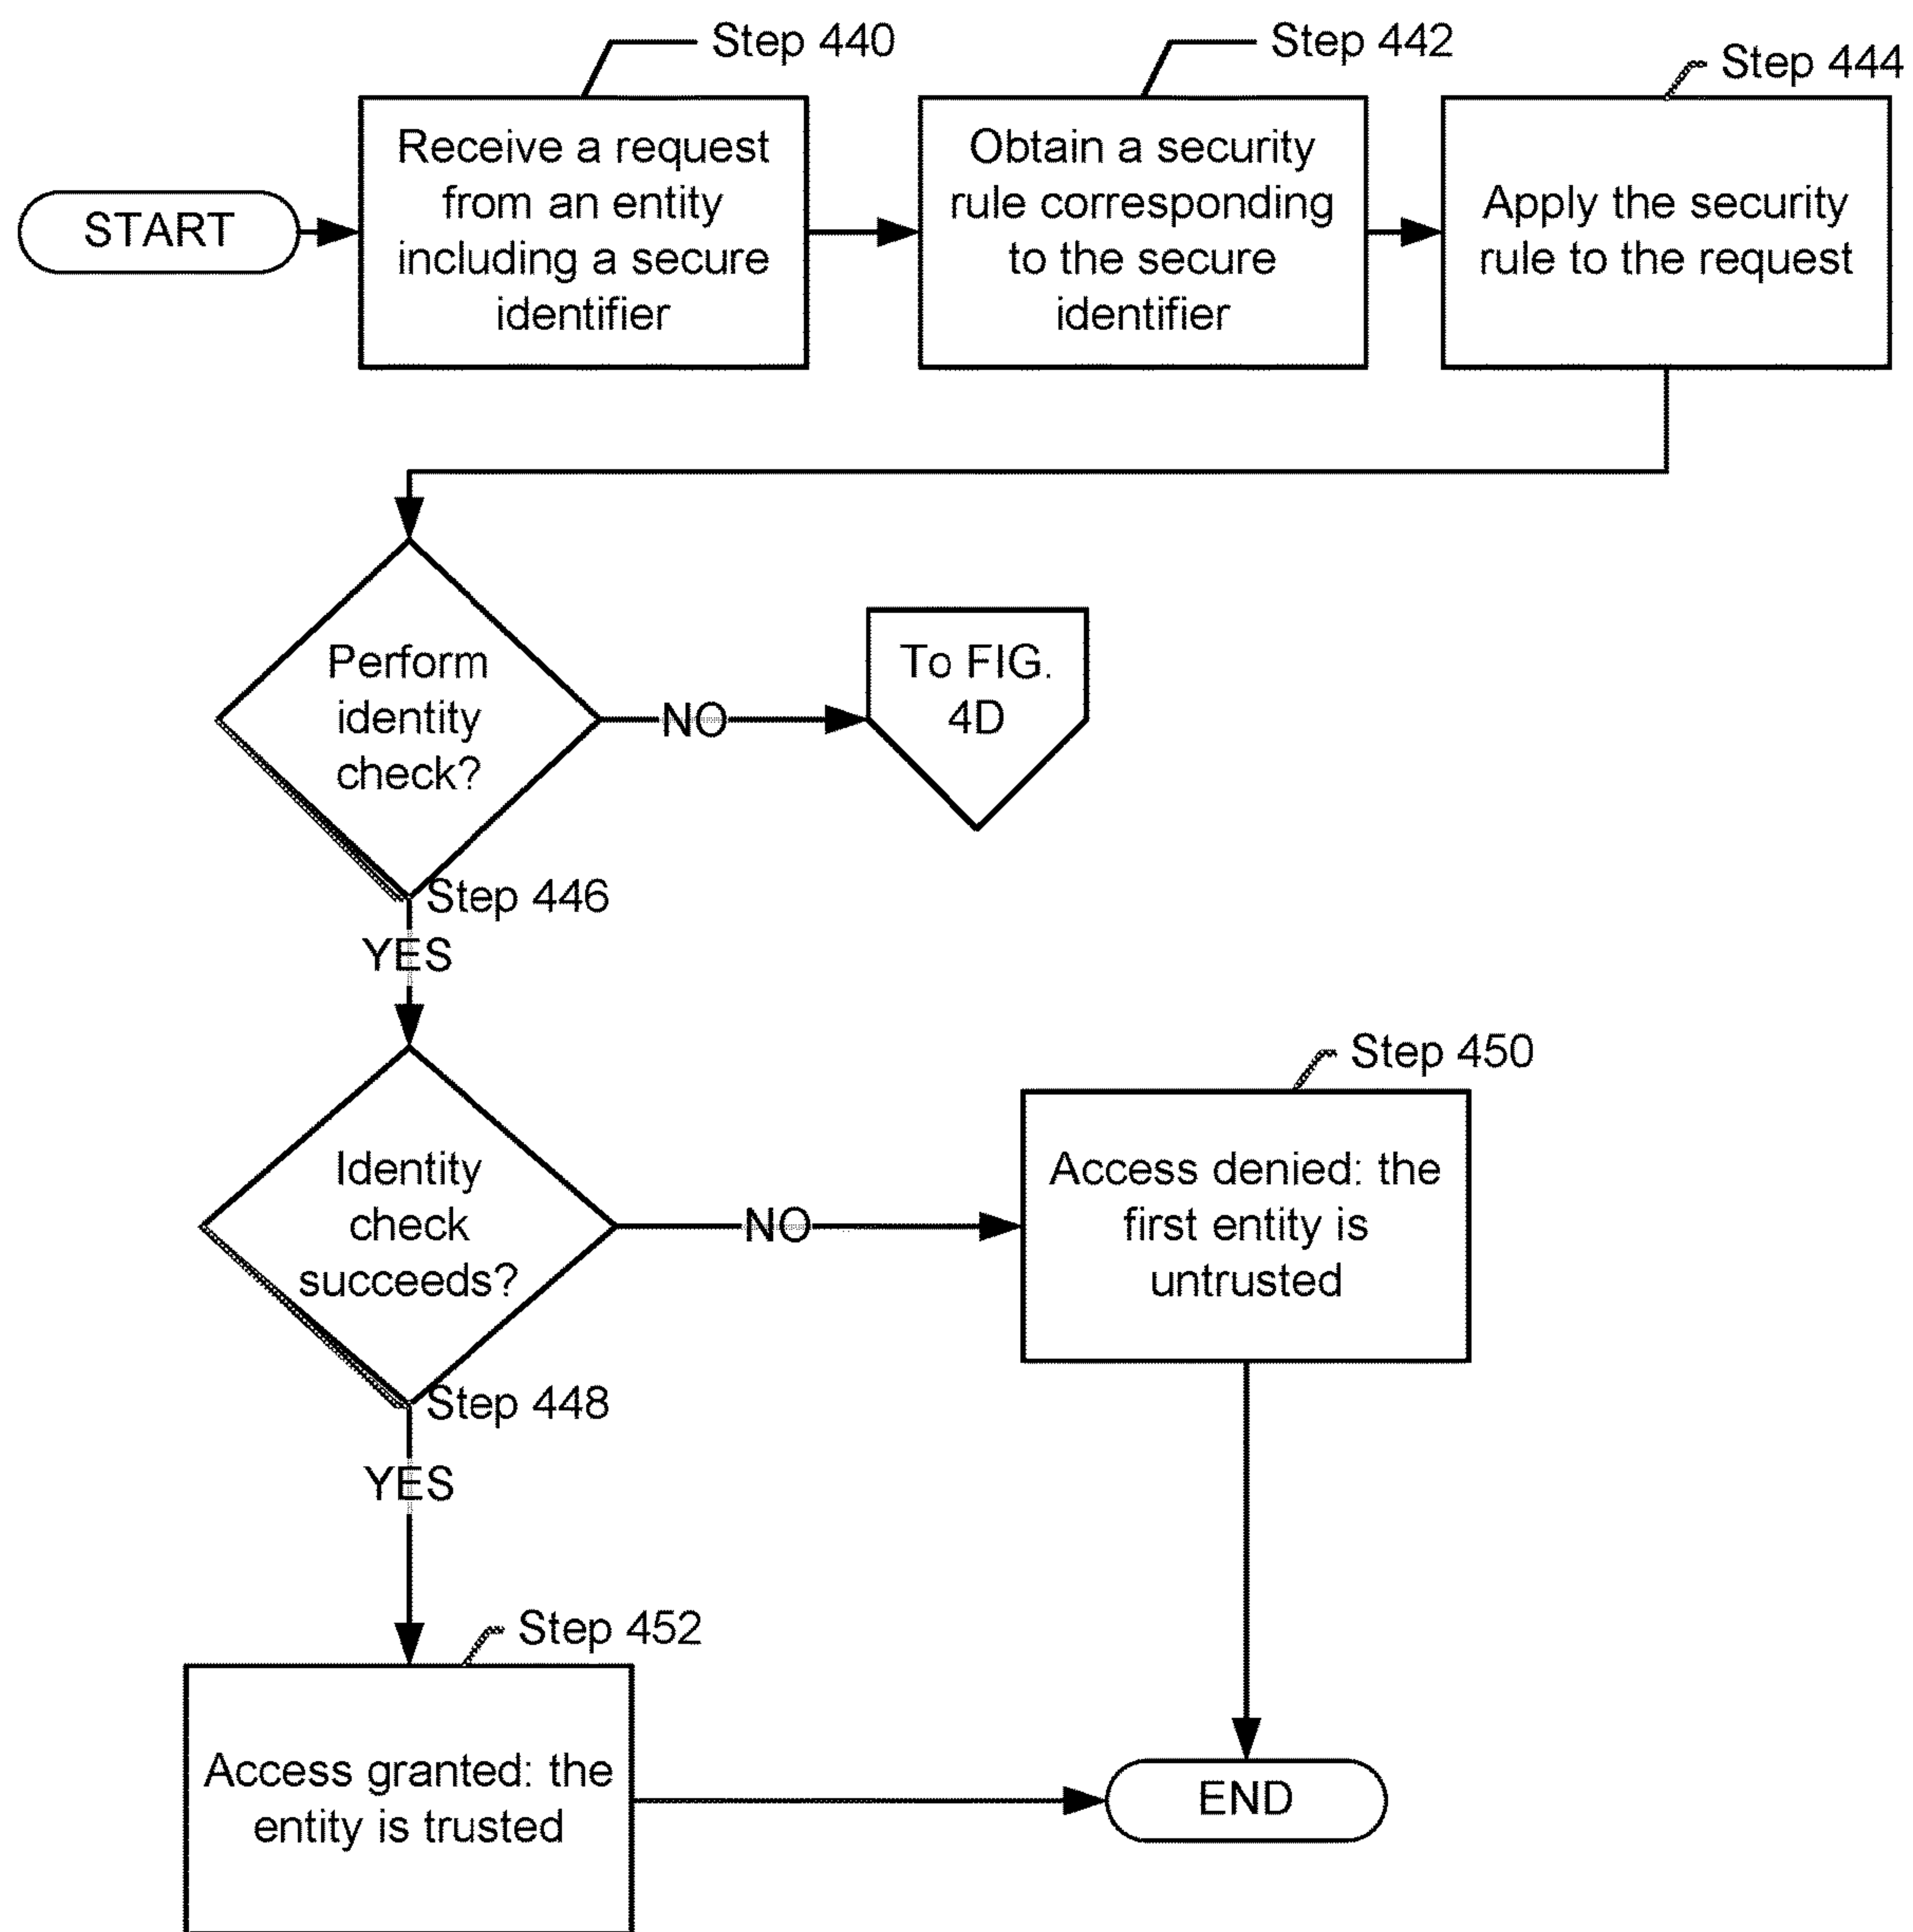 Step 440
Step 442
Step 444
START
Receive a request
from an entity
including a secure
identifier
Obtain a security
rule corresponding
to the secure
identifier
Apply the security
rule to the request
Perform
identity
check?
NO
To FIG.
4D
Step 446
YES
Step 450
Identity
check
succeeds?
NO
Access denied: the
first entity is
untrusted
Step 448
YES
Step 452
Access granted: the
entity is trusted
END